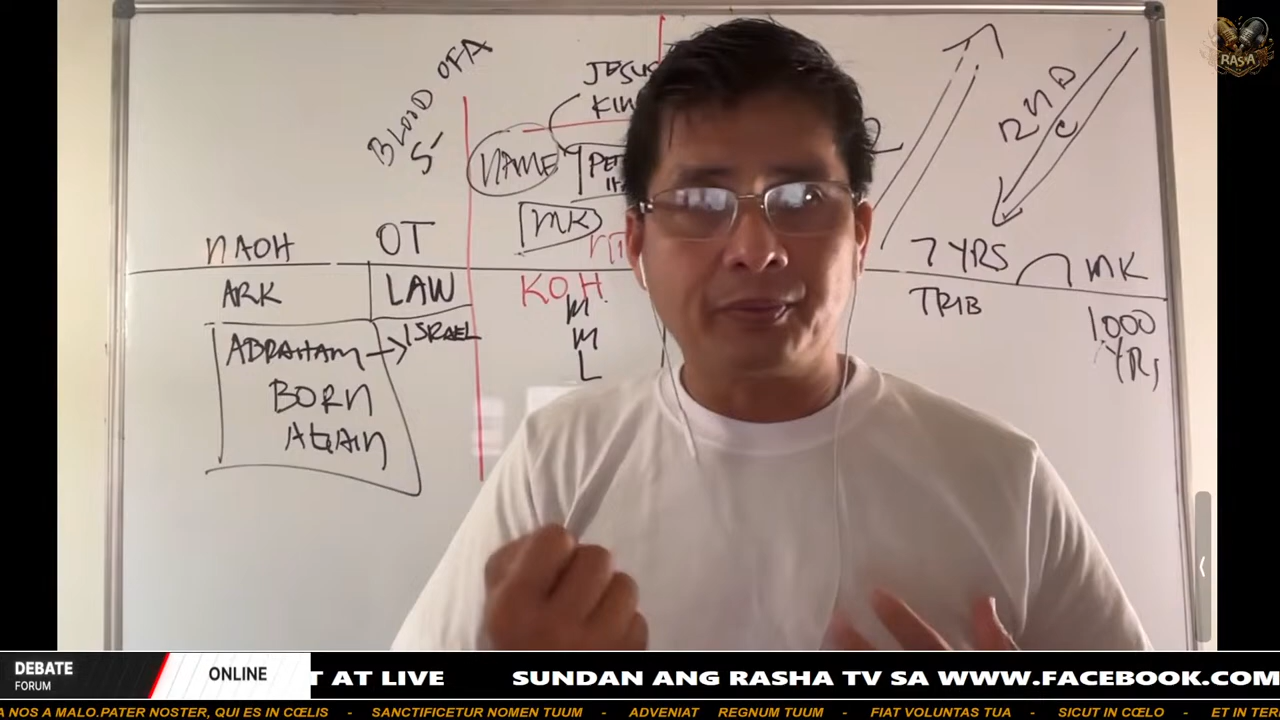 BLOOD OF A
S-
JESUS
NAME
MK
2ND
C
NAOH
OT
7 YRS
MK
ARK
LAW
KOH
TRIB
1000
YRS
M
M
L
ABRAHAM → ISRAEL
BORN
AGAIN
RASA
DEBATE
FORUM
ONLINE
T AT LIVE SUNDAN ANG RASHA TV SA WWW.FACEBOOK.COM
A NOS A MALO.PATER NOSTER, QUI ES IN CŒLIS - SANCTIFICETUR NOMEN TUUM - ADVENIAT REGNUM TUUM - FIAT VOLUNTAS TUA - SICUT IN CŒLO - ET IN TER